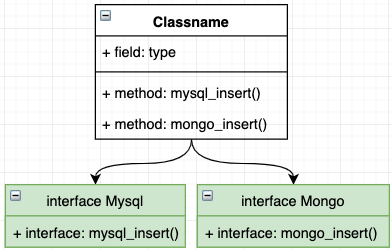 Classname
+ field: type
+ method: mysql_insert()
+ method: mongo_insert()
interface Mysql
+ interface: mysql_insert()
interface Mongo
+ interface: mongo_insert()